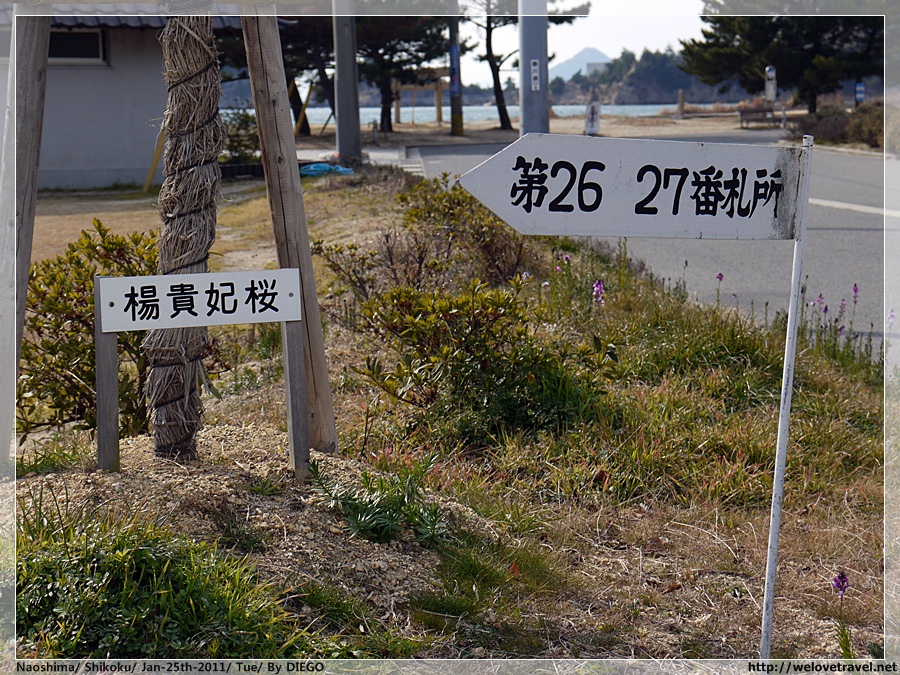 第26 27番札所
楊貴妃桜
Naoshima/ Shikoku/ Jan-25th-2011/ Tue/ By DIEGO
http://welovetravel.net